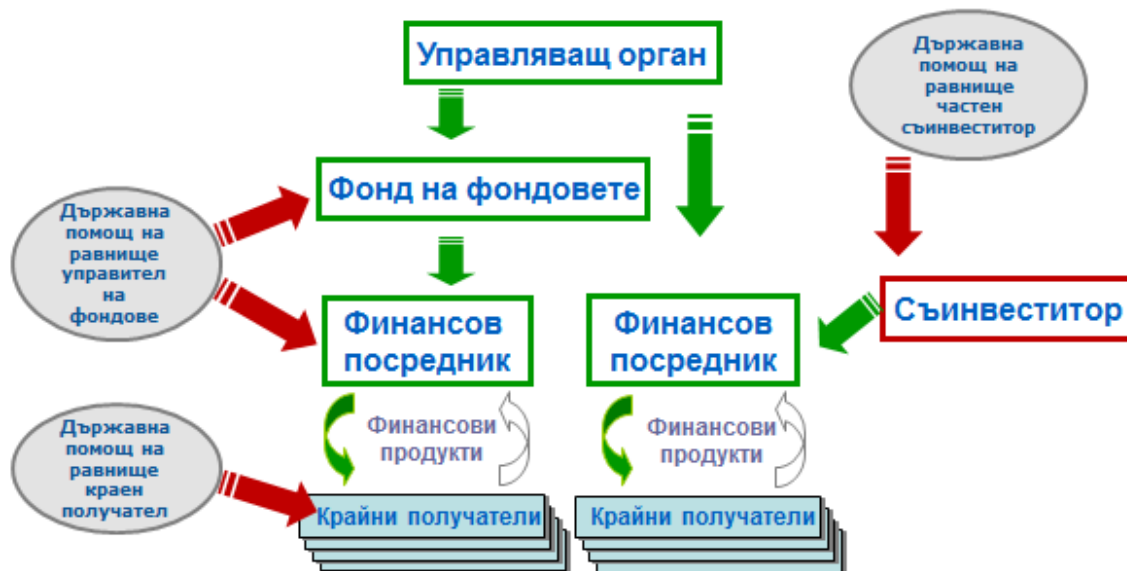 Управляващ орган
Държавна
помощ на
равнище
частен
съинвеститор
Фонд на фондовете
Държавна
помощ на
равнище
управител
на
фондове
Финансов
посредник
Финансов
посредник
Съинвеститор
Финансови
продукти
Финансови
продукти
Държавна
помощ на
равнище
краен
получател
Крайни получатели
Крайни получатели